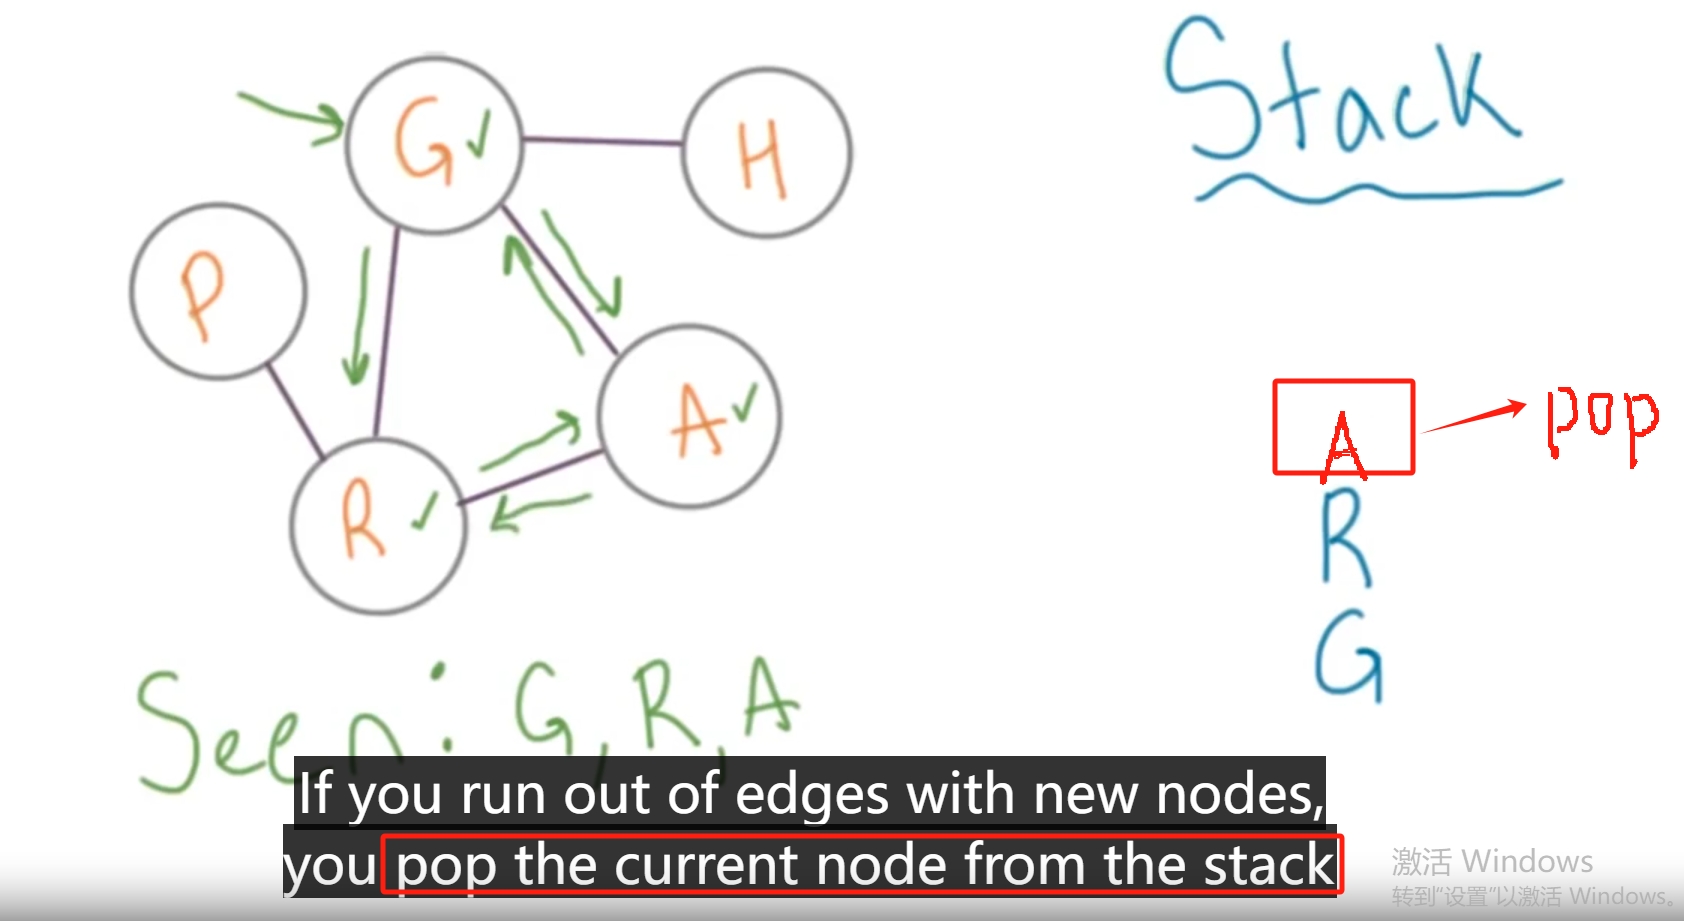 Stack
G✓
H
P
A✓
R✓
A
pop
R
G
Seen: G, R, A
If you run out of edges with new nodes,
you pop the current node from the stack
激活 Windows
转到"设置"以激活 Windows。